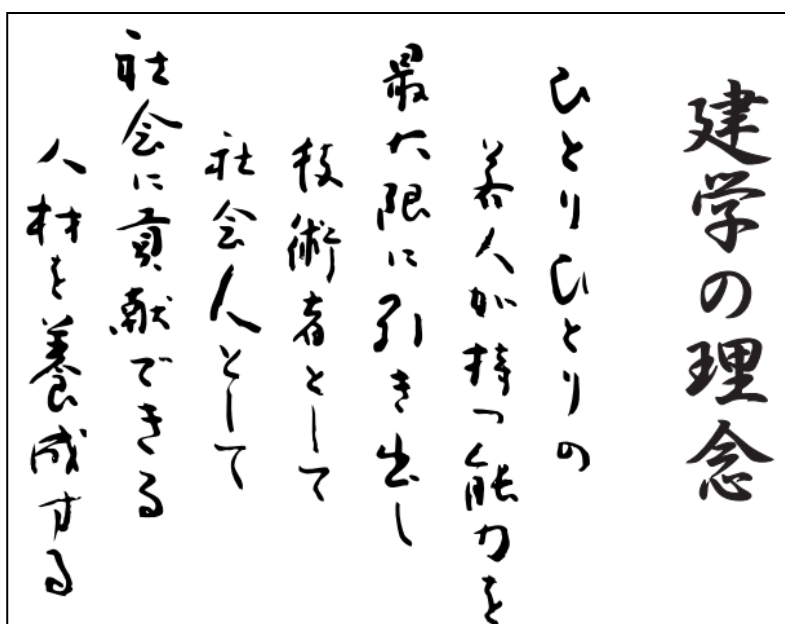 建学の理念
ひとりひとりの
若人が持つ能力を
最大限に引き出し
技術者として
社会人として
社会に貢献できる
人材を養成する